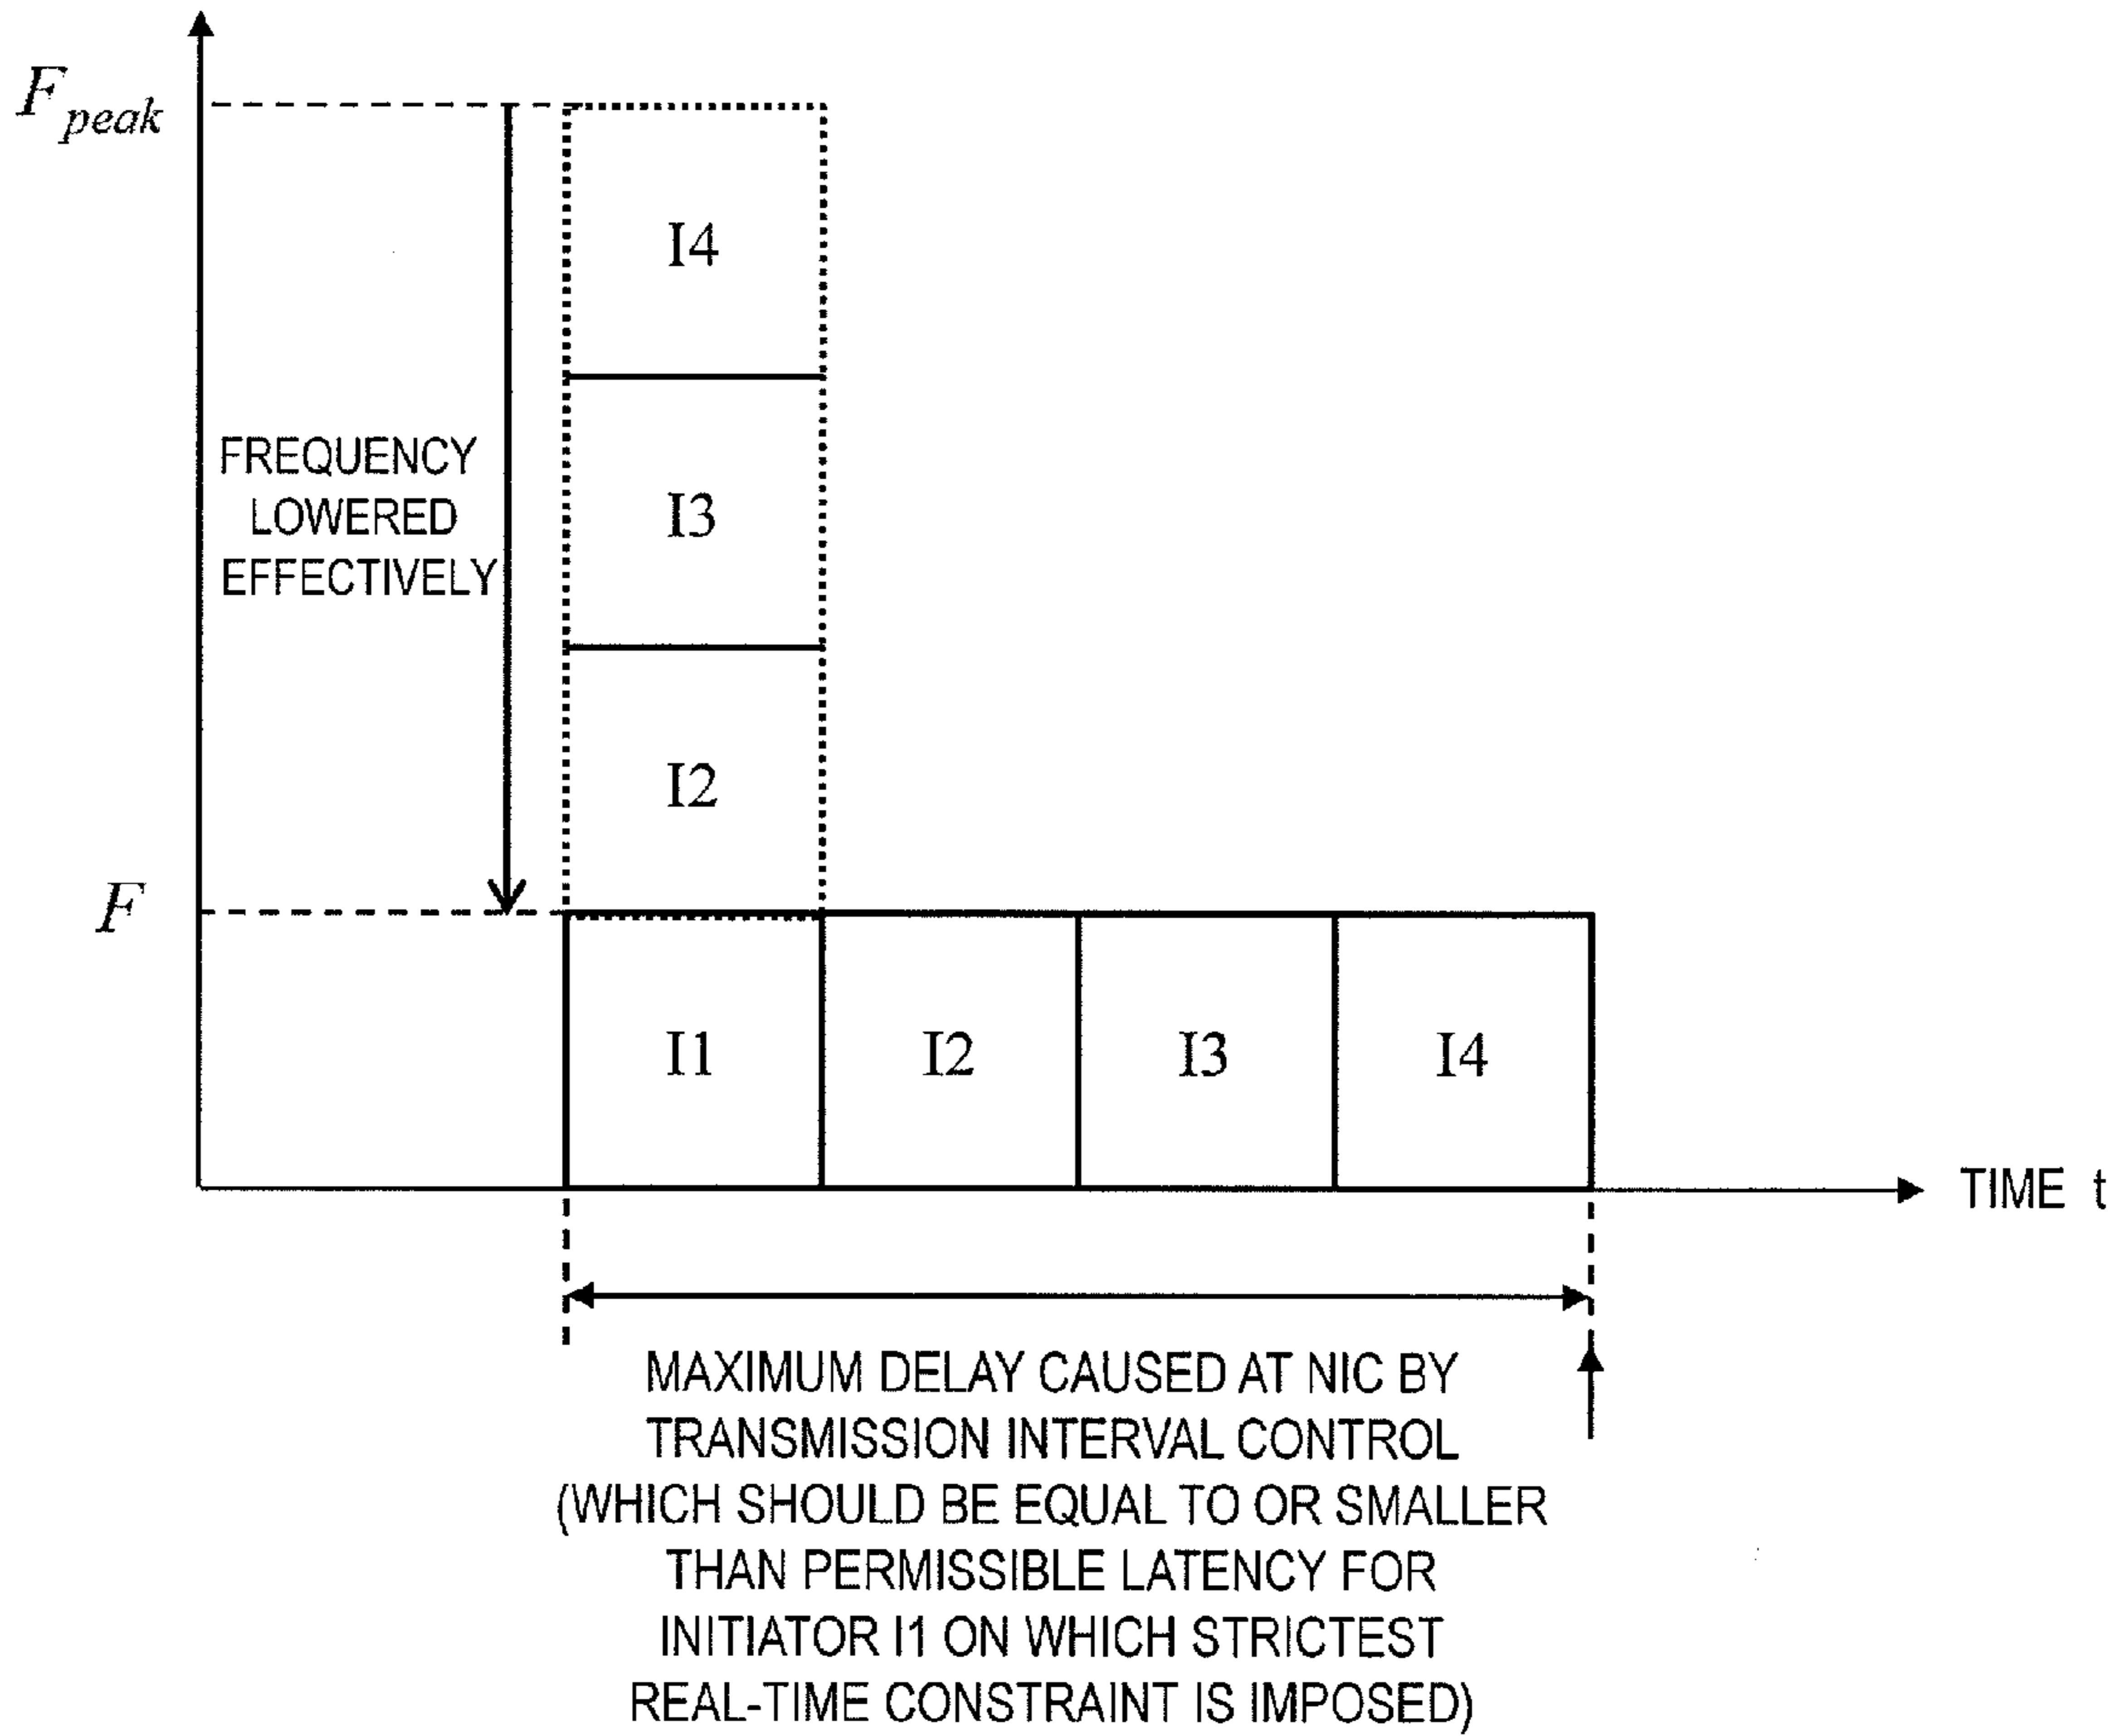 F_peak
I4
FREQUENCY
LOWERED
EFFECTIVELY
I3
I2
F
I1 I2 I3 I4
TIME t
MAXIMUM DELAY CAUSED AT NIC BY
TRANSMISSION INTERVAL CONTROL
(WHICH SHOULD BE EQUAL TO OR SMALLER
THAN PERMISSIBLE LATENCY FOR
INITIATOR I1 ON WHICH STRICTEST
REAL-TIME CONSTRAINT IS IMPOSED)